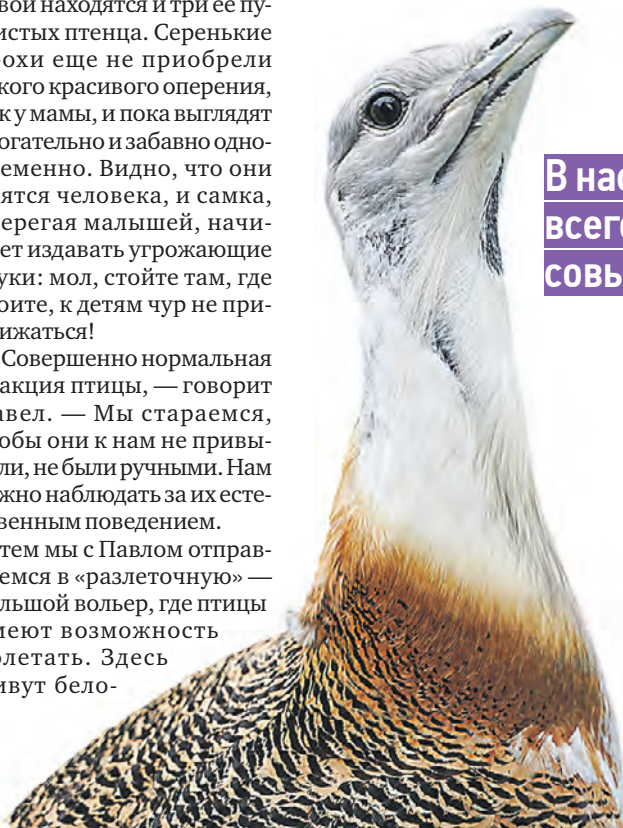 вой находятся и три ее пу-
истых птенца. Серенькие
охи еще не приобрели
кого красивого оперения,
к у мамы, и пока выглядят
огательно и забавно одно-
еменно. Видно, что они
ятся человека, и самка,
ерегая малышей, начи-
ет издавать угрожающие
уки: мол, стойте там, где
оите, к детям чур не при-
ижаться!
Совершенно нормальная
акция птицы, — говорит
авел. — Мы стараемся,
обы они к нам не привы-
ли, не были ручными. Нам
жно наблюдать за их есте-
венным поведением.
тем мы с Павлом отправ-
емся в «разлеточную» —
льшой вольер, где птицы
меют возможность
олетать. Здесь
ивут бело-
В нас
всего
совы